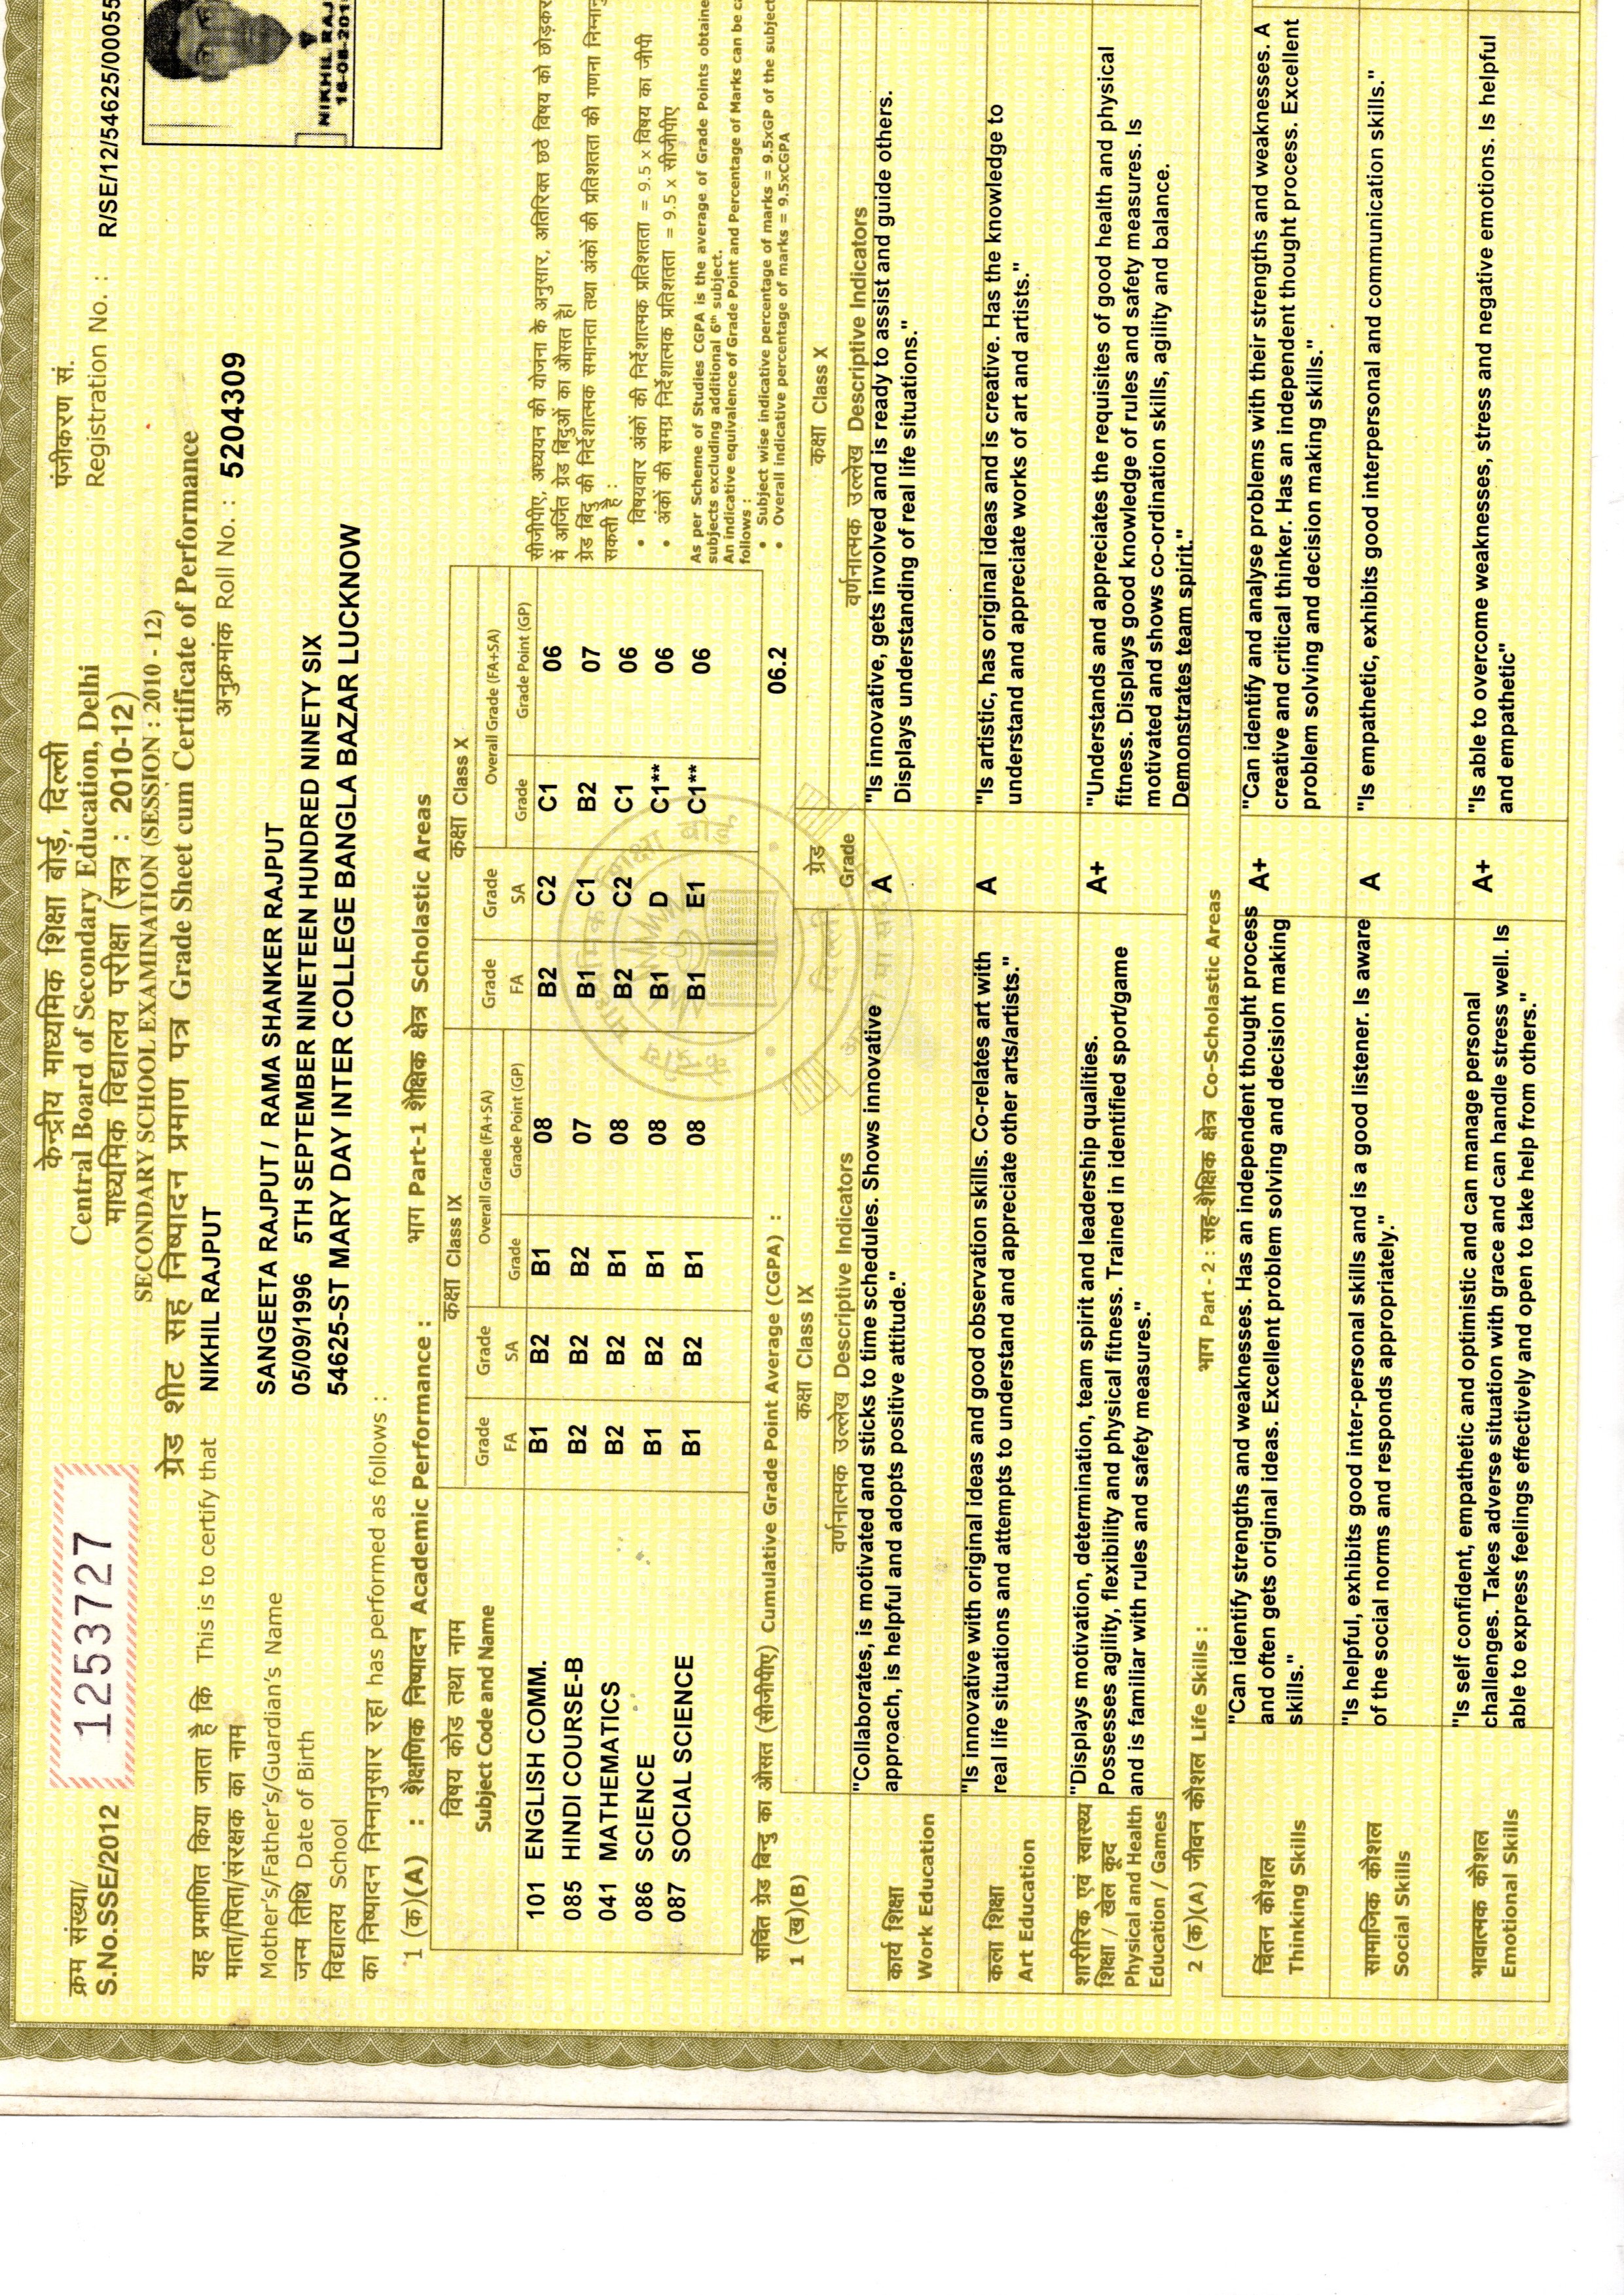 क्रम संख्या/
S.No.SSE/2012
1253727
केन्द्रीय माध्यमिक शिक्षा बोर्ड, दिल्ली
Central Board of Secondary Education, Delhi
माध्यमिक विद्यालय परीक्षा (सत्र : 2010-12)
SECONDARY SCHOOL EXAMINATION (SESSION : 2010 - 12)
ग्रेड शीट सह निष्पादन प्रमाण पत्र Grade Sheet cum Certificate of Performance
पंजीकरण सं.
Registration No. : R/SE/12/54625/00055
NIKHIL RAJ
यह प्रमाणित किया जाता है कि This is to certify that NIKHIL RAJPUT अनुक्रमांक Roll No. : 5204309
माता/पिता/संरक्षक का नाम
Mother's/Father's/Guardian's Name SANGEETA RAJPUT / RAMA SHANKER RAJPUT
जन्म तिथि Date of Birth 05/09/1996 5TH SEPTEMBER NINETEEN HUNDRED NINETY SIX
विद्यालय School 54625-ST MARY DAY INTER COLLEGE BANGLA BAZAR LUCKNOW
का निष्पादन निम्नानुसार रहा has performed as follows :
1 (क)(A) : शैक्षणिक निष्पादन Academic Performance : भाग Part-1 शैक्षिक क्षेत्र Scholastic Areas
विषय कोड तथा नाम
Subject Code and Name
कक्षा Class IX कक्षा Class X
Grade FA Grade SA Overall Grade (FA+SA) Grade FA Grade SA Overall Grade (FA+SA)
Grade Grade Point (GP) Grade Grade Point (GP)
101 ENGLISH COMM. B1 B2 B1 08 B2 C2 C1 06
085 HINDI COURSE-B B2 B2 B2 07 B1 C1 B2 07
041 MATHEMATICS B2 B2 B1 08 B2 C2 C1 06
086 SCIENCE B1 B2 B1 08 B1 D C1** 06
087 SOCIAL SCIENCE B1 B2 B1 08 B1 E1 C1** 06
संचित ग्रेड बिन्दु का औसत (सीजीपीए) Cumulative Grade Point Average (CGPA) : 06.2
सीजीपीए, अध्ययन की योजना के अनुसार, अतिरिक्त छठे विषय को छोड़कर
में अर्जित ग्रेड बिंदुओं का औसत है।
ग्रेड बिंदु की निर्देशात्मक समानता तथा अंकों की प्रतिशतता की गणना
सकती है :
• विषयवार अंकों की निर्देशात्मक प्रतिशतता = 9.5 x विषय का जीपी
• अंकों की समग्र निर्देशात्मक प्रतिशतता = 9.5 x सीजीपीए
As per Scheme of Studies CGPA is the average of Grade Points obtaine
subjects excluding additional 6th subject.
An indicative equivalence of Grade Point and Percentage of Marks can be
follows :
• Subject wise indicative percentage of marks = 9.5xGP of the subject
• Overall indicative percentage of marks = 9.5xCGPA
1 (ख)(B)
कक्षा Class IX ग्रेड कक्षा Class X
वर्णनात्मक उल्लेख Descriptive Indicators Grade वर्णनात्मक उल्लेख Descriptive Indicators
कार्य शिक्षा
Work Education
"Collaborates, is motivated and sticks to time schedules. Shows innovative
approach, is helpful and adopts positive attitude."
A
"Is innovative, gets involved and is ready to assist and guide others.
Displays understanding of real life situations."
कला शिक्षा
Art Education
"Is innovative with original ideas and good observation skills. Co-relates art with
real life situations and attempts to understand and appreciate other arts/artists."
A
"Is artistic, has original ideas and is creative. Has the knowledge to
understand and appreciate works of art and artists."
शारीरिक एवं स्वास्थ्य
शिक्षा / खेल कूद
Physical and Health
Education / Games
"Displays motivation, determination, team spirit and leadership qualities.
Possesses agility, flexibility and physical fitness. Trained in identified sport/game
and is familiar with rules and safety measures."
A+
"Understands and appreciates the requisites of good health and physical
fitness. Displays good knowledge of rules and safety measures. Is
motivated and shows co-ordination skills, agility and balance.
Demonstrates team spirit."
2 (क)(A) जीवन कौशल Life Skills : भाग Part - 2 : सह-शैक्षिक क्षेत्र Co-Scholastic Areas
चिंतन कौशल
Thinking Skills
"Can identify strengths and weaknesses. Has an independent thought process
and often gets original ideas. Excellent problem solving and decision making
skills."
A+
"Can identify and analyse problems with their strengths and weaknesses. A
creative and critical thinker. Has an independent thought process. Excellent
problem solving and decision making skills."
सामाजिक कौशल
Social Skills
"Is helpful, exhibits good inter-personal skills and is a good listener. Is aware
of the social norms and responds appropriately."
A
"Is empathetic, exhibits good interpersonal and communication skills."
भावात्मक कौशल
Emotional Skills
"Is self confident, empathetic and optimistic and can manage personal
challenges. Takes adverse situation with grace and can handle stress well. Is
able to express feelings effectively and open to take help from others."
A+
"Is able to overcome weaknesses, stress and negative emotions. Is helpful
and empathetic"